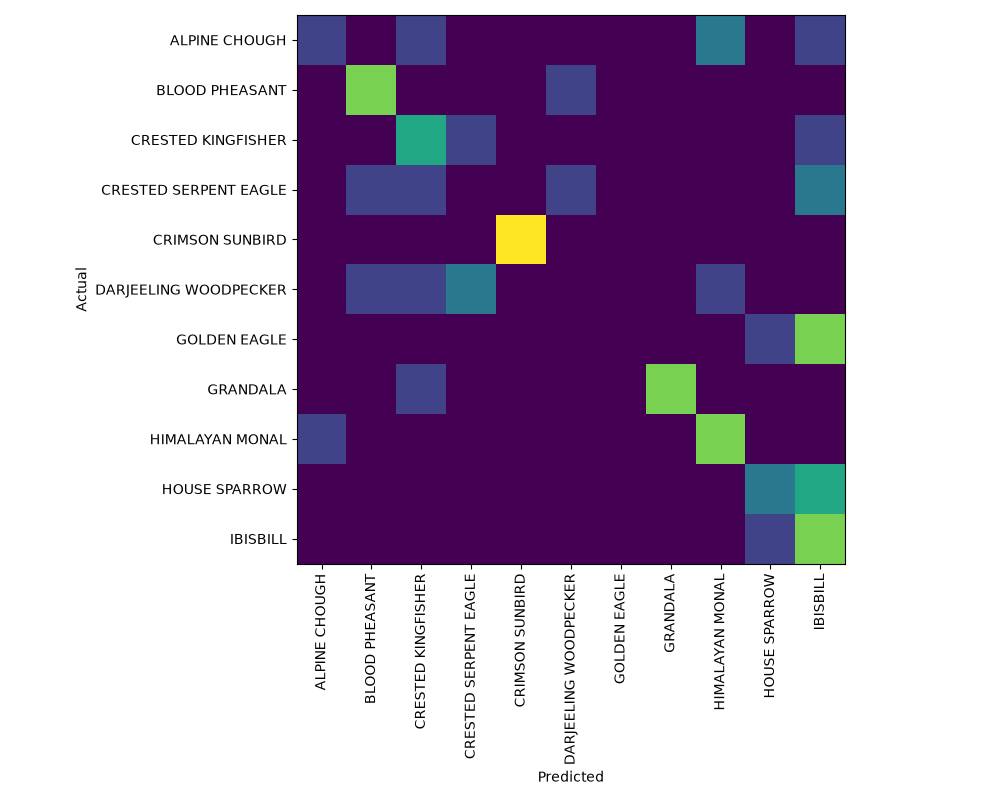 ALPINE CHOUGH
BLOOD PHEASANT
CRESTED KINGFISHER
CRESTED SERPENT EAGLE
CRIMSON SUNBIRD
DARJEELING WOODPECKER
GOLDEN EAGLE
GRANDALA
HIMALAYAN MONAL
HOUSE SPARROW
IBISBILL
Actual
ALPINE CHOUGH
BLOOD PHEASANT
CRESTED KINGFISHER
CRESTED SERPENT EAGLE
CRIMSON SUNBIRD
DARJEELING WOODPECKER
GOLDEN EAGLE
GRANDALA
HIMALAYAN MONAL
HOUSE SPARROW
IBISBILL
Predicted